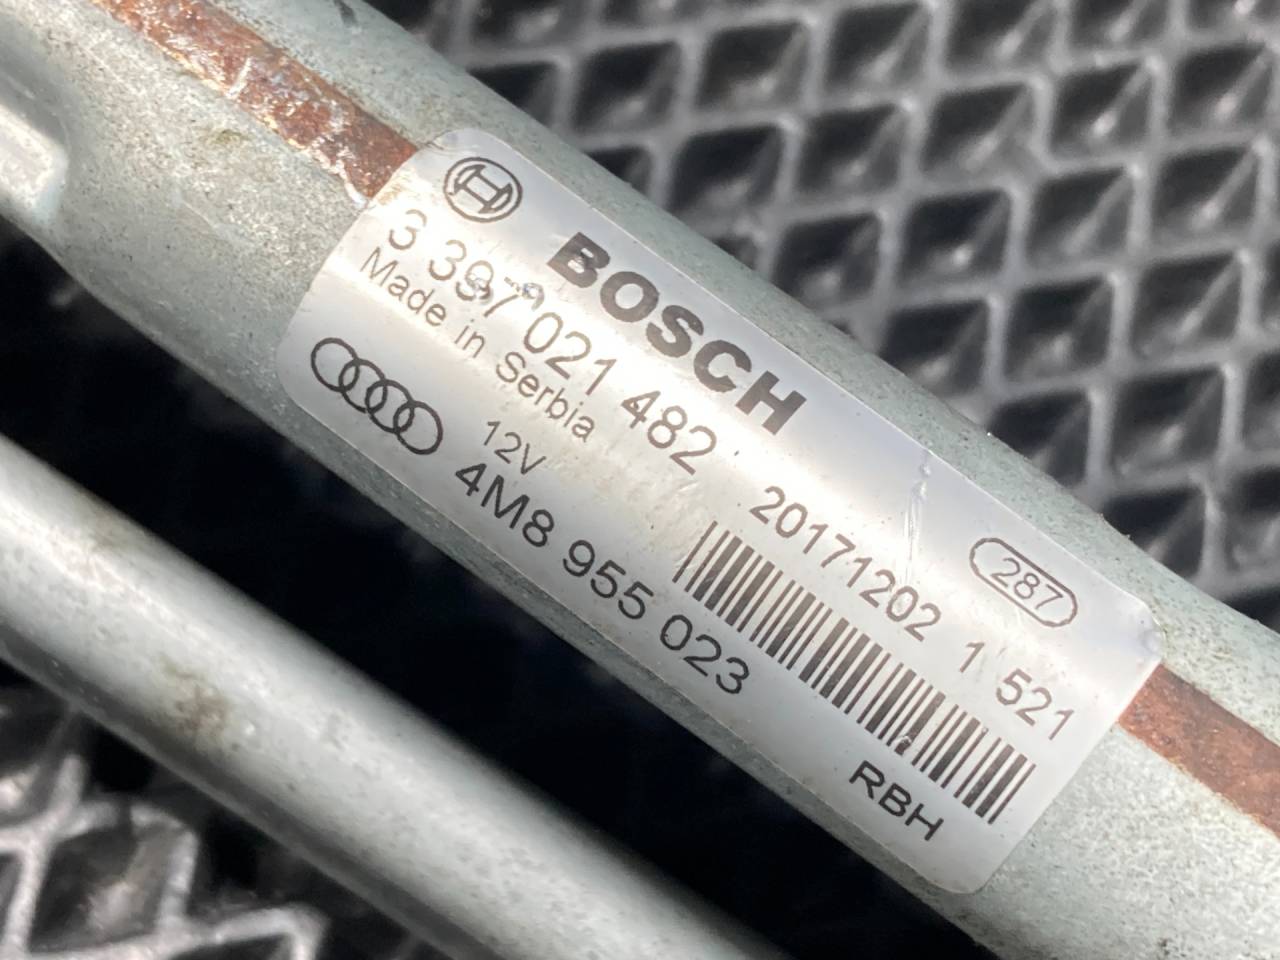 BOSCH
3 397 021 482
Made in Serbia
12V
4M8 955 023
287
20171202 1 521
RBH